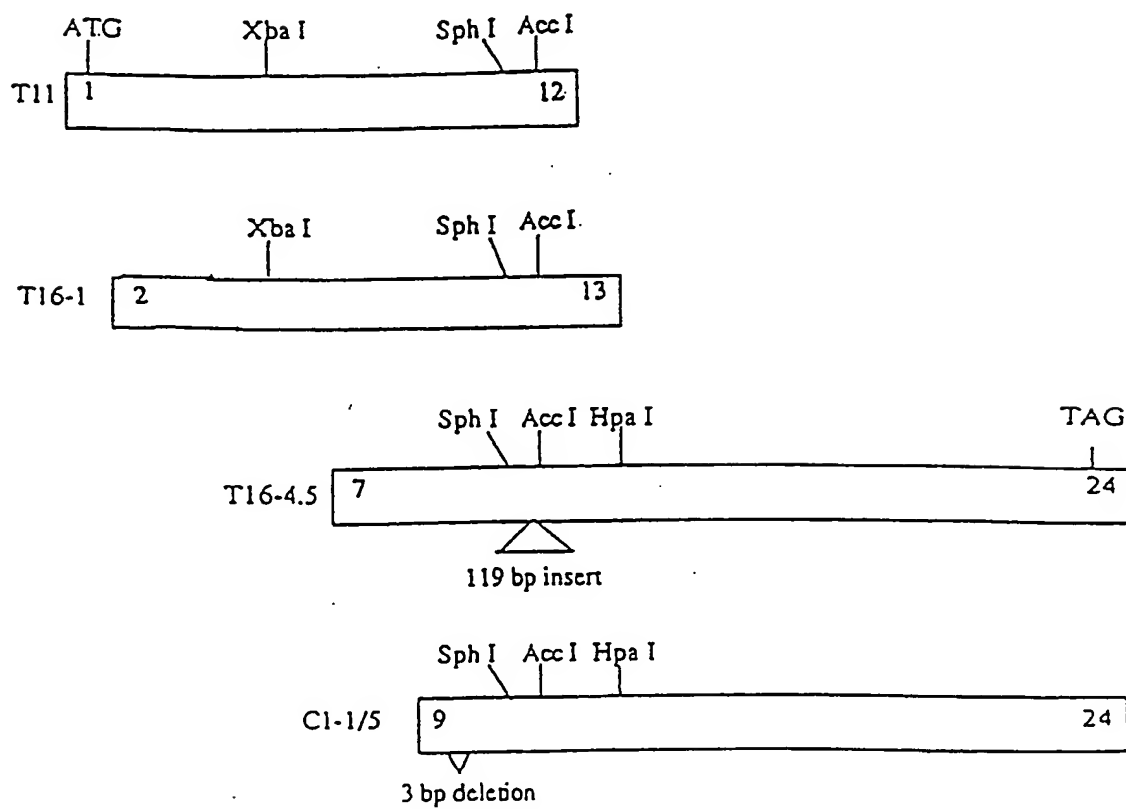 ATG Xba I Sph I Acc I
T11 1 12
Xba I Sph I Acc I.
T16-1 2 13
Sph I Acc I Hpa I TAG
T16-4.5 7 24
119 bp insert
Sph I Acc I Hpa I
C1-1/5 9 24
3 bp deletion